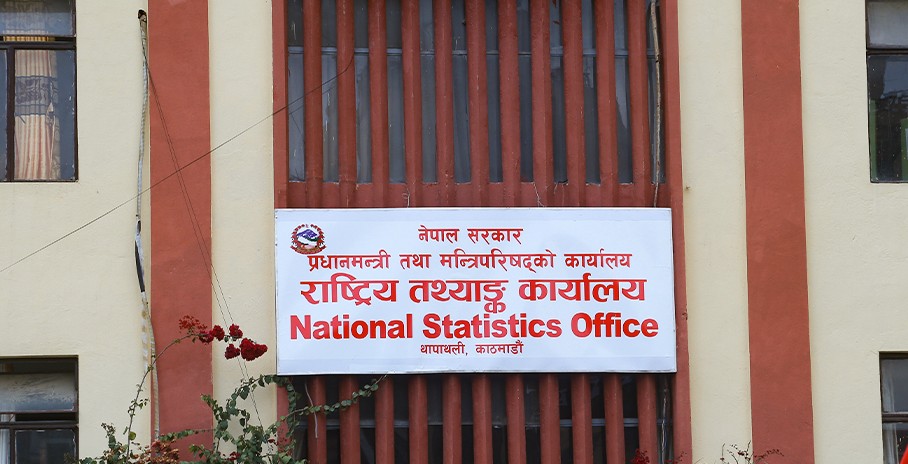 नेपाल सरकार
प्रधानमन्त्री तथा मन्त्रिपरिषद्को कार्यालय
राष्ट्रिय तथ्याङ्क कार्यालय
National Statistics Office
थापाथली, काठमाडौं